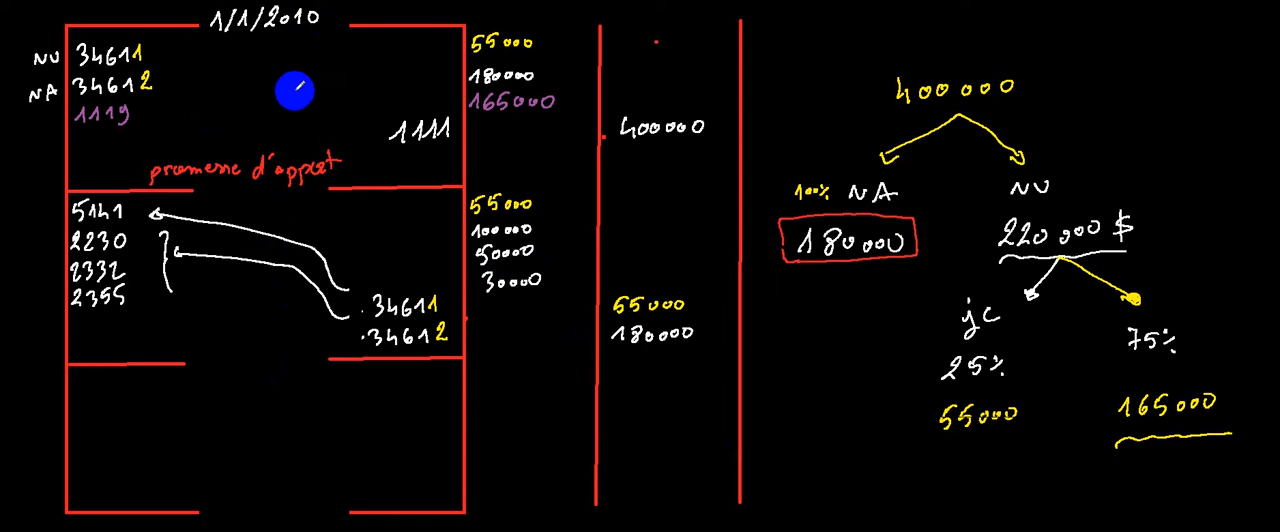 1/1/2010
NU 34611 55000
NA 34612 180000
1119 165000
1111 400000
promesse d'apport
5141 55000
2230 100000
2332 50000
2355 30000
.34611 55000
.34612 180000
400000
100% NA NU
180000 220000$
jc 75%
25%
55000 165000